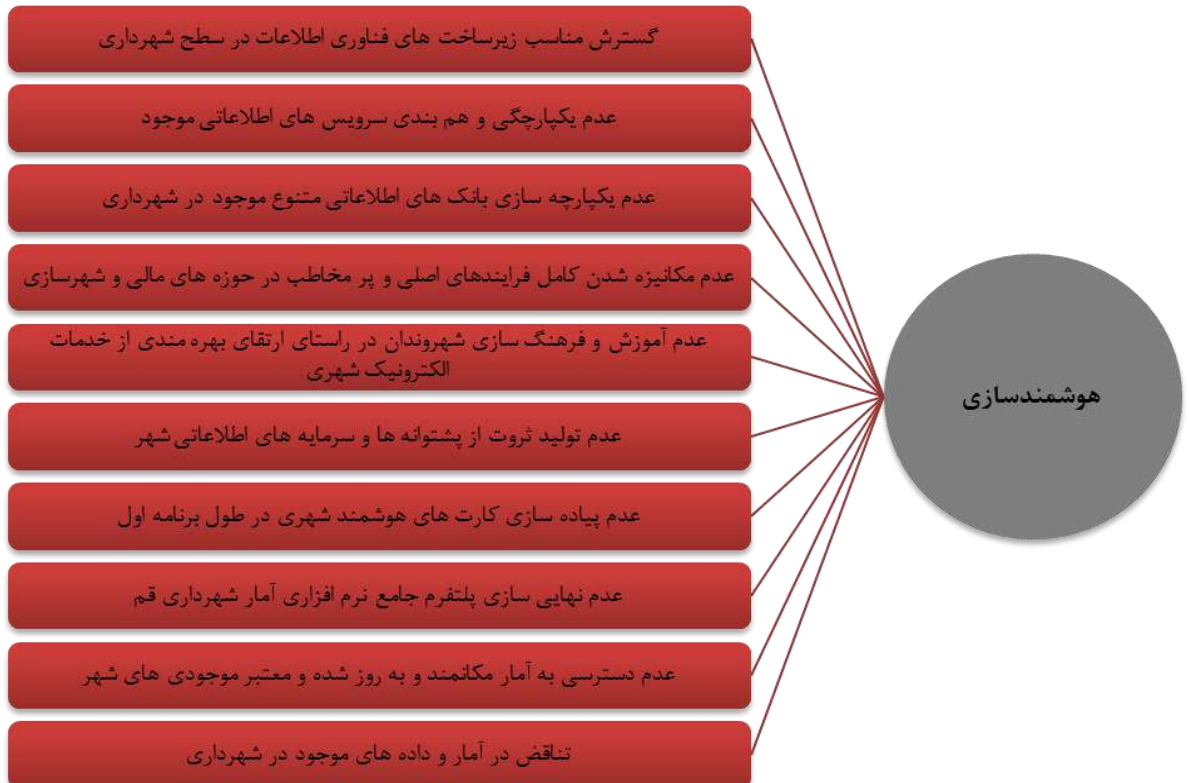 گسترش مناسب زیرساخت های فناوری اطلاعات در سطح شهرداری
عدم یکپارچگی و هم بندی سرویس های اطلاعاتی موجود
عدم یکپارچه سازی بانک های اطلاعاتی متنوع موجود در شهرداری
عدم مکانیزه شدن کامل فرایندهای اصلی و پر مخاطب در حوزه های مالی و شهرسازی
عدم آموزش و فرهنگ سازی شهروندان در راستای ارتقای بهره مندی از خدمات
الکترونیک شهری
عدم تولید ثروت از پشتوانه ها و سرمایه های اطلاعاتی شهر
عدم پیاده سازی کارت های هوشمند شهری در طول برنامه اول
عدم نهایی سازی پلتفرم جامع نرم افزاری آمار شهرداری قم
عدم دسترسی به آمار مکانمند و به روز شده و معتبر موجودی های شهر
تناقض در آمار و داده های موجود در شهرداری
هوشمندسازی